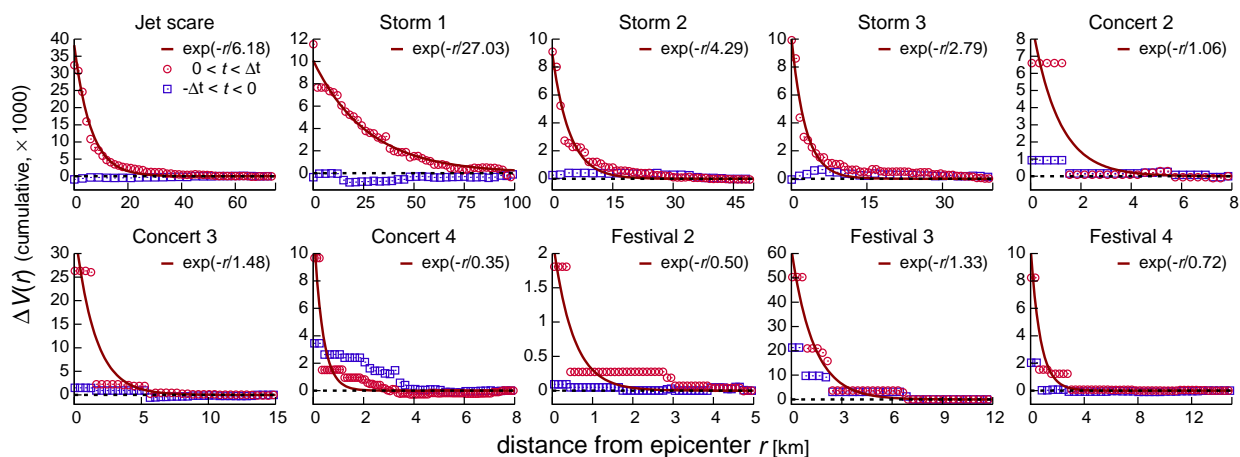 Jet scare
Storm 1
Storm 2
Storm 3
Concert 2
40
35
30
25
20
15
10
5
0
exp(-r/6.18)
0 < t < Δt
-Δt < t < 0
0 20 40 60
12
10
8
6
4
2
0
exp(-r/27.03)
0 25 50 75 100
10
8
6
4
2
0
exp(-r/4.29)
0 15 30 45
10
8
6
4
2
0
exp(-r/2.79)
0 15 30
8
7
6
5
4
3
2
1
0
exp(-r/1.06)
0 2 4 6 8
Concert 3
Concert 4
Festival 2
Festival 3
Festival 4
30
25
20
15
10
5
0
exp(-r/1.48)
0 5 10 15
10
8
6
4
2
0
exp(-r/0.35)
0 2 4 6 8
2
1.5
1
0.5
0
exp(-r/0.50)
0 1 2 3 4 5
60
50
40
30
20
10
0
exp(-r/1.33)
0 3 6 9 12
10
8
6
4
2
0
exp(-r/0.72)
0 4 8 12
ΔV(r) (cumulative, × 1000)
distance from epicenter r [km]